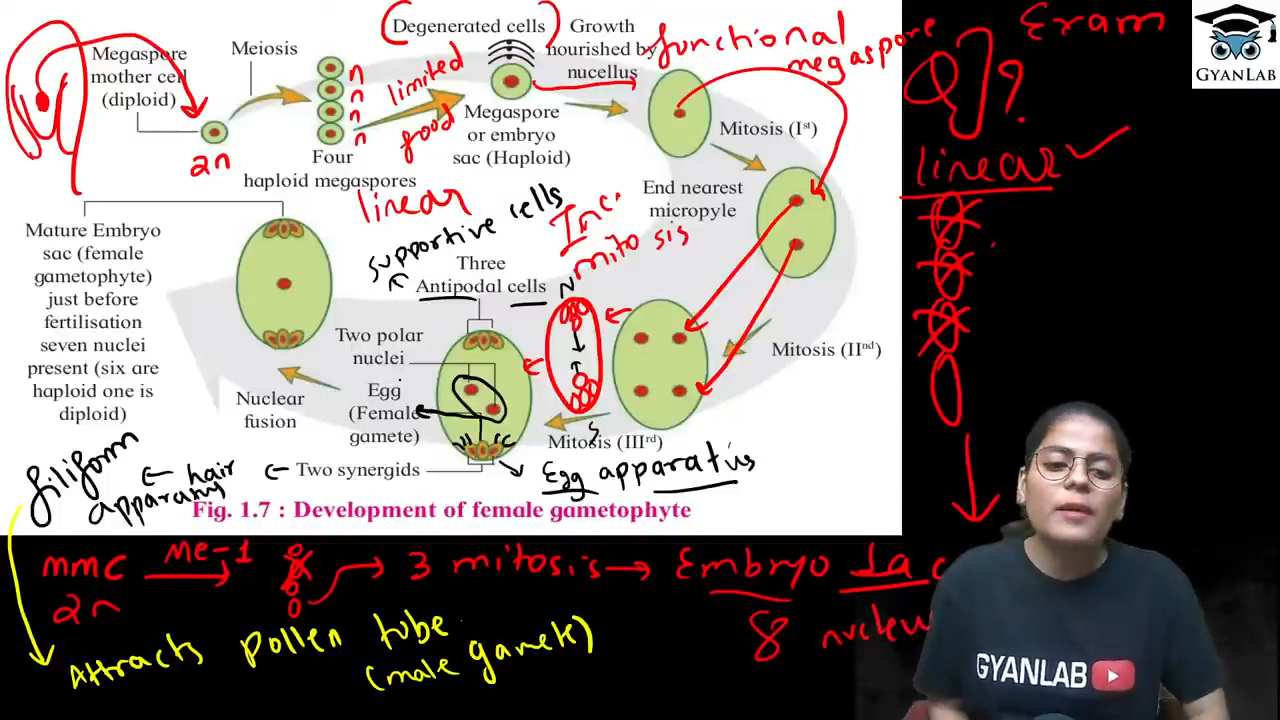 Degenerated cells
Growth
nourished by
nucellus
functional
megaspore
Exam
Q ] ?
GYANLAB
Megaspore
mother cell
(diploid)
Meiosis
n
n
n
n
limited
food
2n
Four
haploid megaspores
linear
Megaspore
or embryo
sac (Haploid)
Mitosis (Iˢᵗ)
linear ✓
End nearest
micropyle
Inc.
mitosis
supportive cells
Mature Embryo
sac (female
gametophyte)
just before
fertilisation
seven nuclei
present (six are
haploid one is
diploid)
Three
Antipodal cells
Two polar
nuclei
Egg
(Female
gamete)
Mitosis (IIⁿᵈ)
Nuclear
fusion
Mitosis (IIIʳᵈ)
Two synergids
Egg apparatus
filiform
apparatus
← hair ←
Fig. 1.7 : Development of female gametophyte
mmc Me-1 → 3 mitosis → Embryo
2n
8
Attracts pollen tube
(male gamete)
GYANLAB